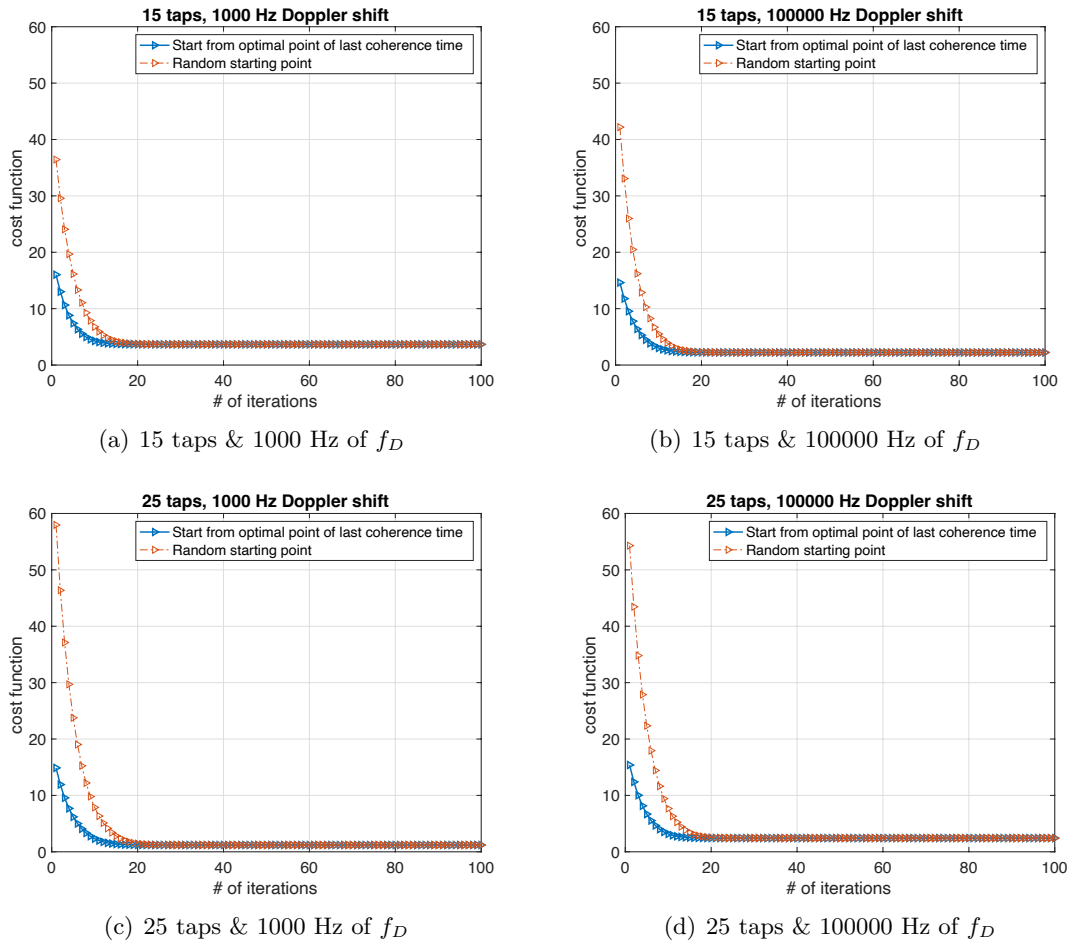 15 taps, 1000 Hz Doppler shift
60
50
40
30
20
10
0
cost function
Start from optimal point of last coherence time
Random starting point
0 20 40 60 80 100
# of iterations
(a) 15 taps & 1000 Hz of f_D
15 taps, 100000 Hz Doppler shift
60
50
40
30
20
10
0
cost function
Start from optimal point of last coherence time
Random starting point
0 20 40 60 80 100
# of iterations
(b) 15 taps & 100000 Hz of f_D
25 taps, 1000 Hz Doppler shift
60
50
40
30
20
10
0
cost function
Start from optimal point of last coherence time
Random starting point
0 20 40 60 80 100
# of iterations
(c) 25 taps & 1000 Hz of f_D
25 taps, 100000 Hz Doppler shift
60
50
40
30
20
10
0
cost function
Start from optimal point of last coherence time
Random starting point
0 20 40 60 80 100
# of iterations
(d) 25 taps & 100000 Hz of f_D